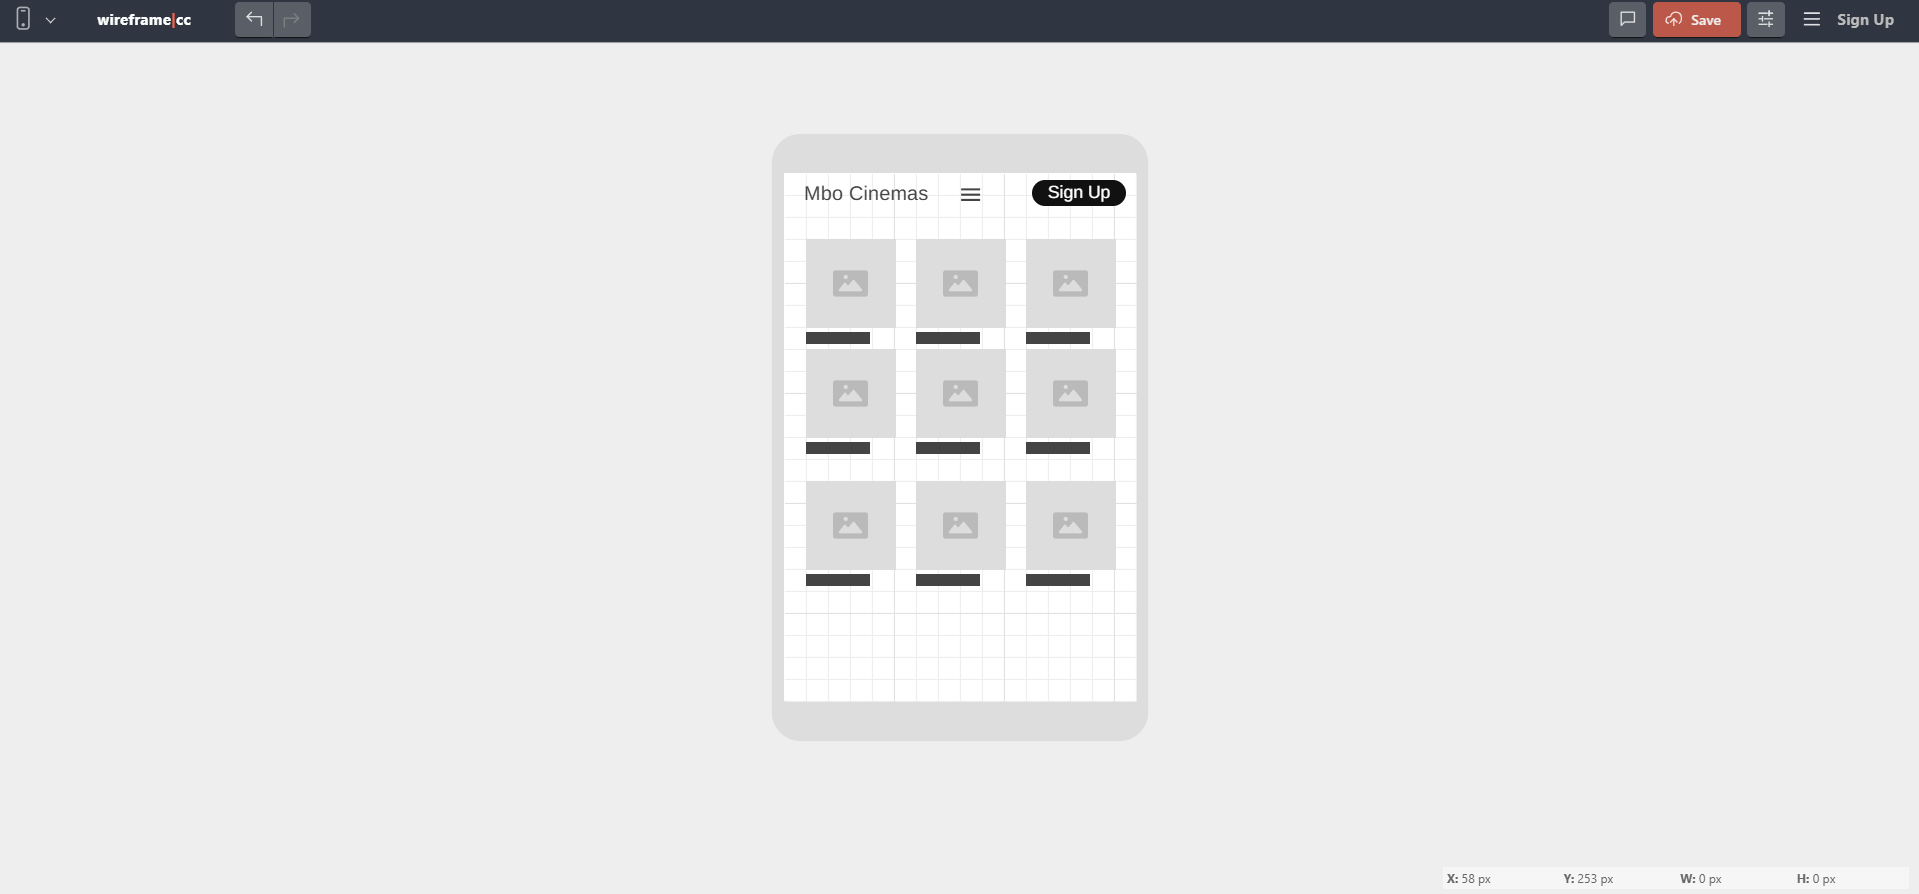 wireframe|cc
Save
Sign Up
Mbo Cinemas
Sign Up
X: 58 px Y: 253 px W: 0 px H: 0 px